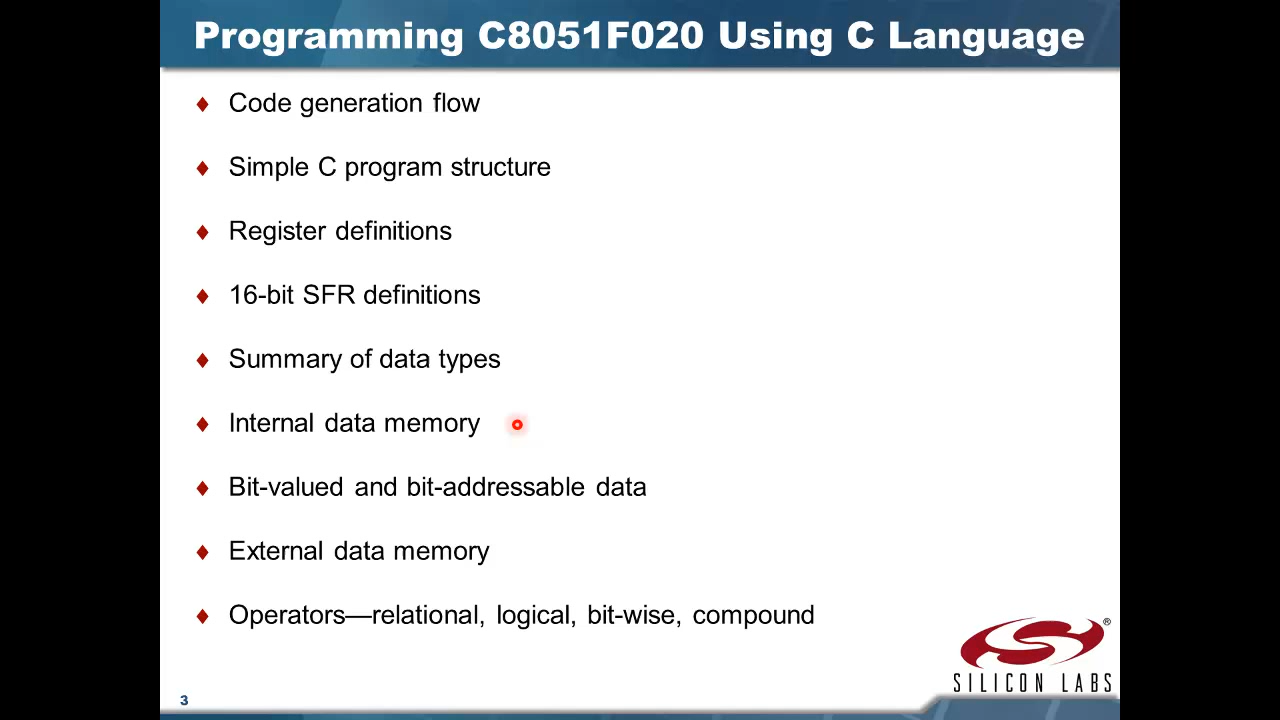 Programming C8051F020 Using C Language
♦ Code generation flow
♦ Simple C program structure
♦ Register definitions
♦ 16-bit SFR definitions
♦ Summary of data types
♦ Internal data memory
♦ Bit-valued and bit-addressable data
♦ External data memory
♦ Operators—relational, logical, bit-wise, compound
®
SILICON LABS
3